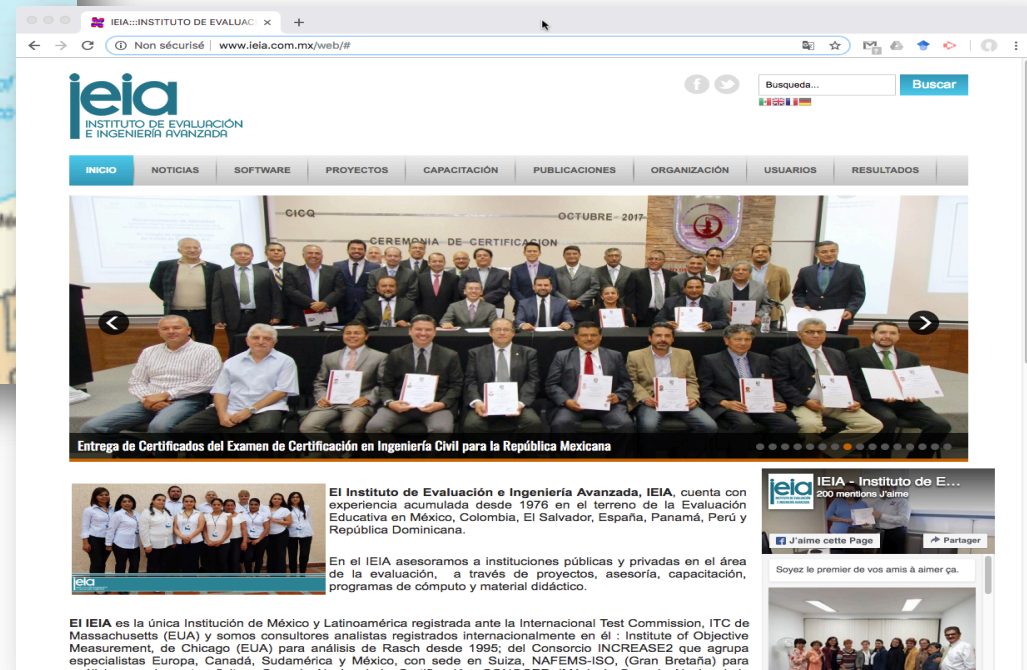 IEIA:::INSTITUTO DE EVALUAC
Non sécurisé
www.ieia.com.mx/web/#
ieia
INSTITUTO DE EVALUACIÓN
E INGENIERÍA AVANZADA
Busqueda...
Buscar
INICIO
NOTICIAS
SOFTWARE
PROYECTOS
CAPACITACIÓN
PUBLICACIONES
ORGANIZACIÓN
USUARIOS
RESULTADOS
CICQ
OCTUBRE- 2017
CEREMONIA DE CERTIFICACION
Entrega de Certificados del Examen de Certificación en Ingeniería Civil para la República Mexicana
ieia
El Instituto de Evaluación e Ingeniería Avanzada, IEIA, cuenta con
experiencia acumulada desde 1976 en el terreno de la Evaluación
Educativa en México, Colombia, El Salvador, España, Panamá, Perú y
República Dominicana.
En el IEIA asesoramos a instituciones públicas y privadas en el área
de la evaluación, a través de proyectos, asesoría, capacitación,
programas de cómputo y material didáctico.
El IEIA es la única Institución de México y Latinoamérica registrada ante la Internacional Test Commission, ITC de
Massachusetts (EUA) y somos consultores analistas registrados internacionalmente en él : Institute of Objective
Measurement, de Chicago (EUA) para análisis de Rasch desde 1995; del Consorcio INCREASE2 que agrupa
especialistas Europa, Canadá, Sudamérica y México, con sede en Suiza, NAFEMS-ISO, (Gran Bretaña) para
ieia
IEIA - Instituto de E...
200 mentions J'aime
J'aime cette Page
Partager
Soyez le premier de vos amis à aimer ça.